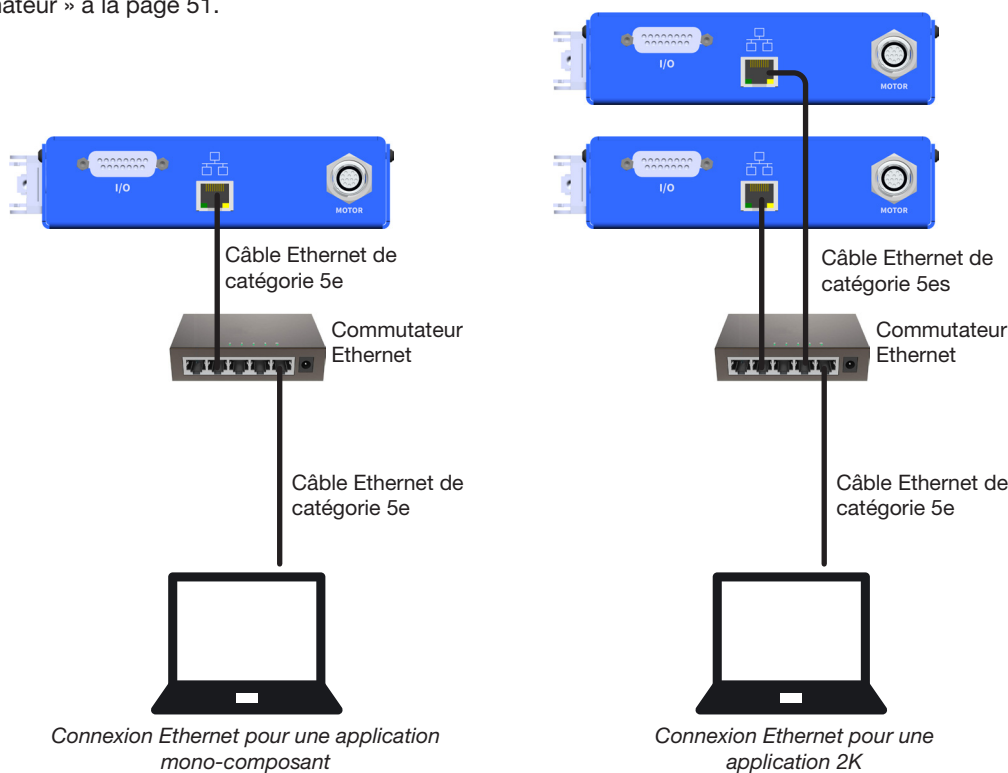 ateur » à la page 51.
I/O
MOTOR
Câble Ethernet de
catégorie 5e
Commutateur
Ethernet
Câble Ethernet de
catégorie 5e
Connexion Ethernet pour une application
mono-composant
I/O
MOTOR
I/O
MOTOR
Câble Ethernet de
catégorie 5es
Commutateur
Ethernet
Câble Ethernet de
catégorie 5e
Connexion Ethernet pour une
application 2K